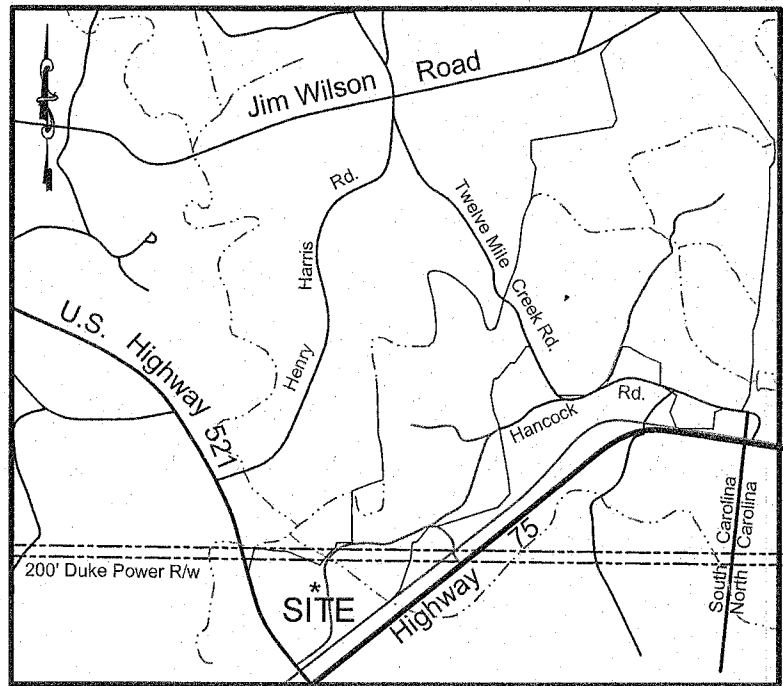 Jim Wilson Road
Henry Harris Rd.
Twelve Mile Creek Rd.
U.S. Highway 521
Hancock Rd.
South Carolina
North Carolina
200' Duke Power R/w
Highway 75
*
SITE